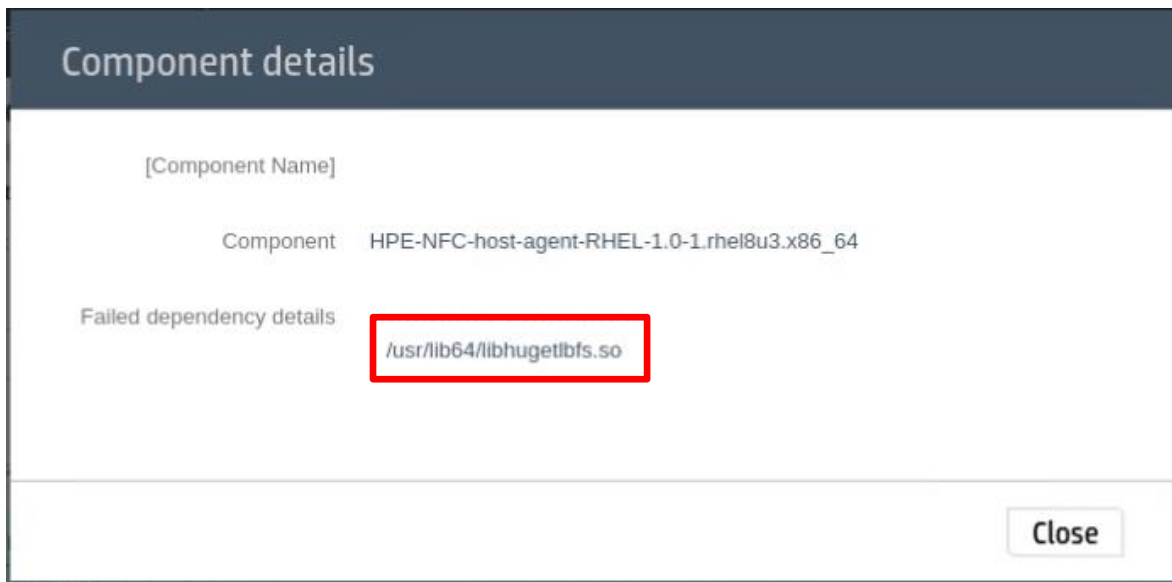 Component details
[Component Name]
Component HPE-NFC-host-agent-RHEL-1.0-1.rhel8u3.x86_64
Failed dependency details
/usr/lib64/libhugetlbfs.so
Close